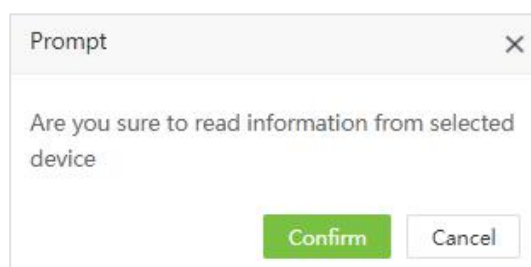 Prompt
Are you sure to read information from selected
device
Confirm
Cancel